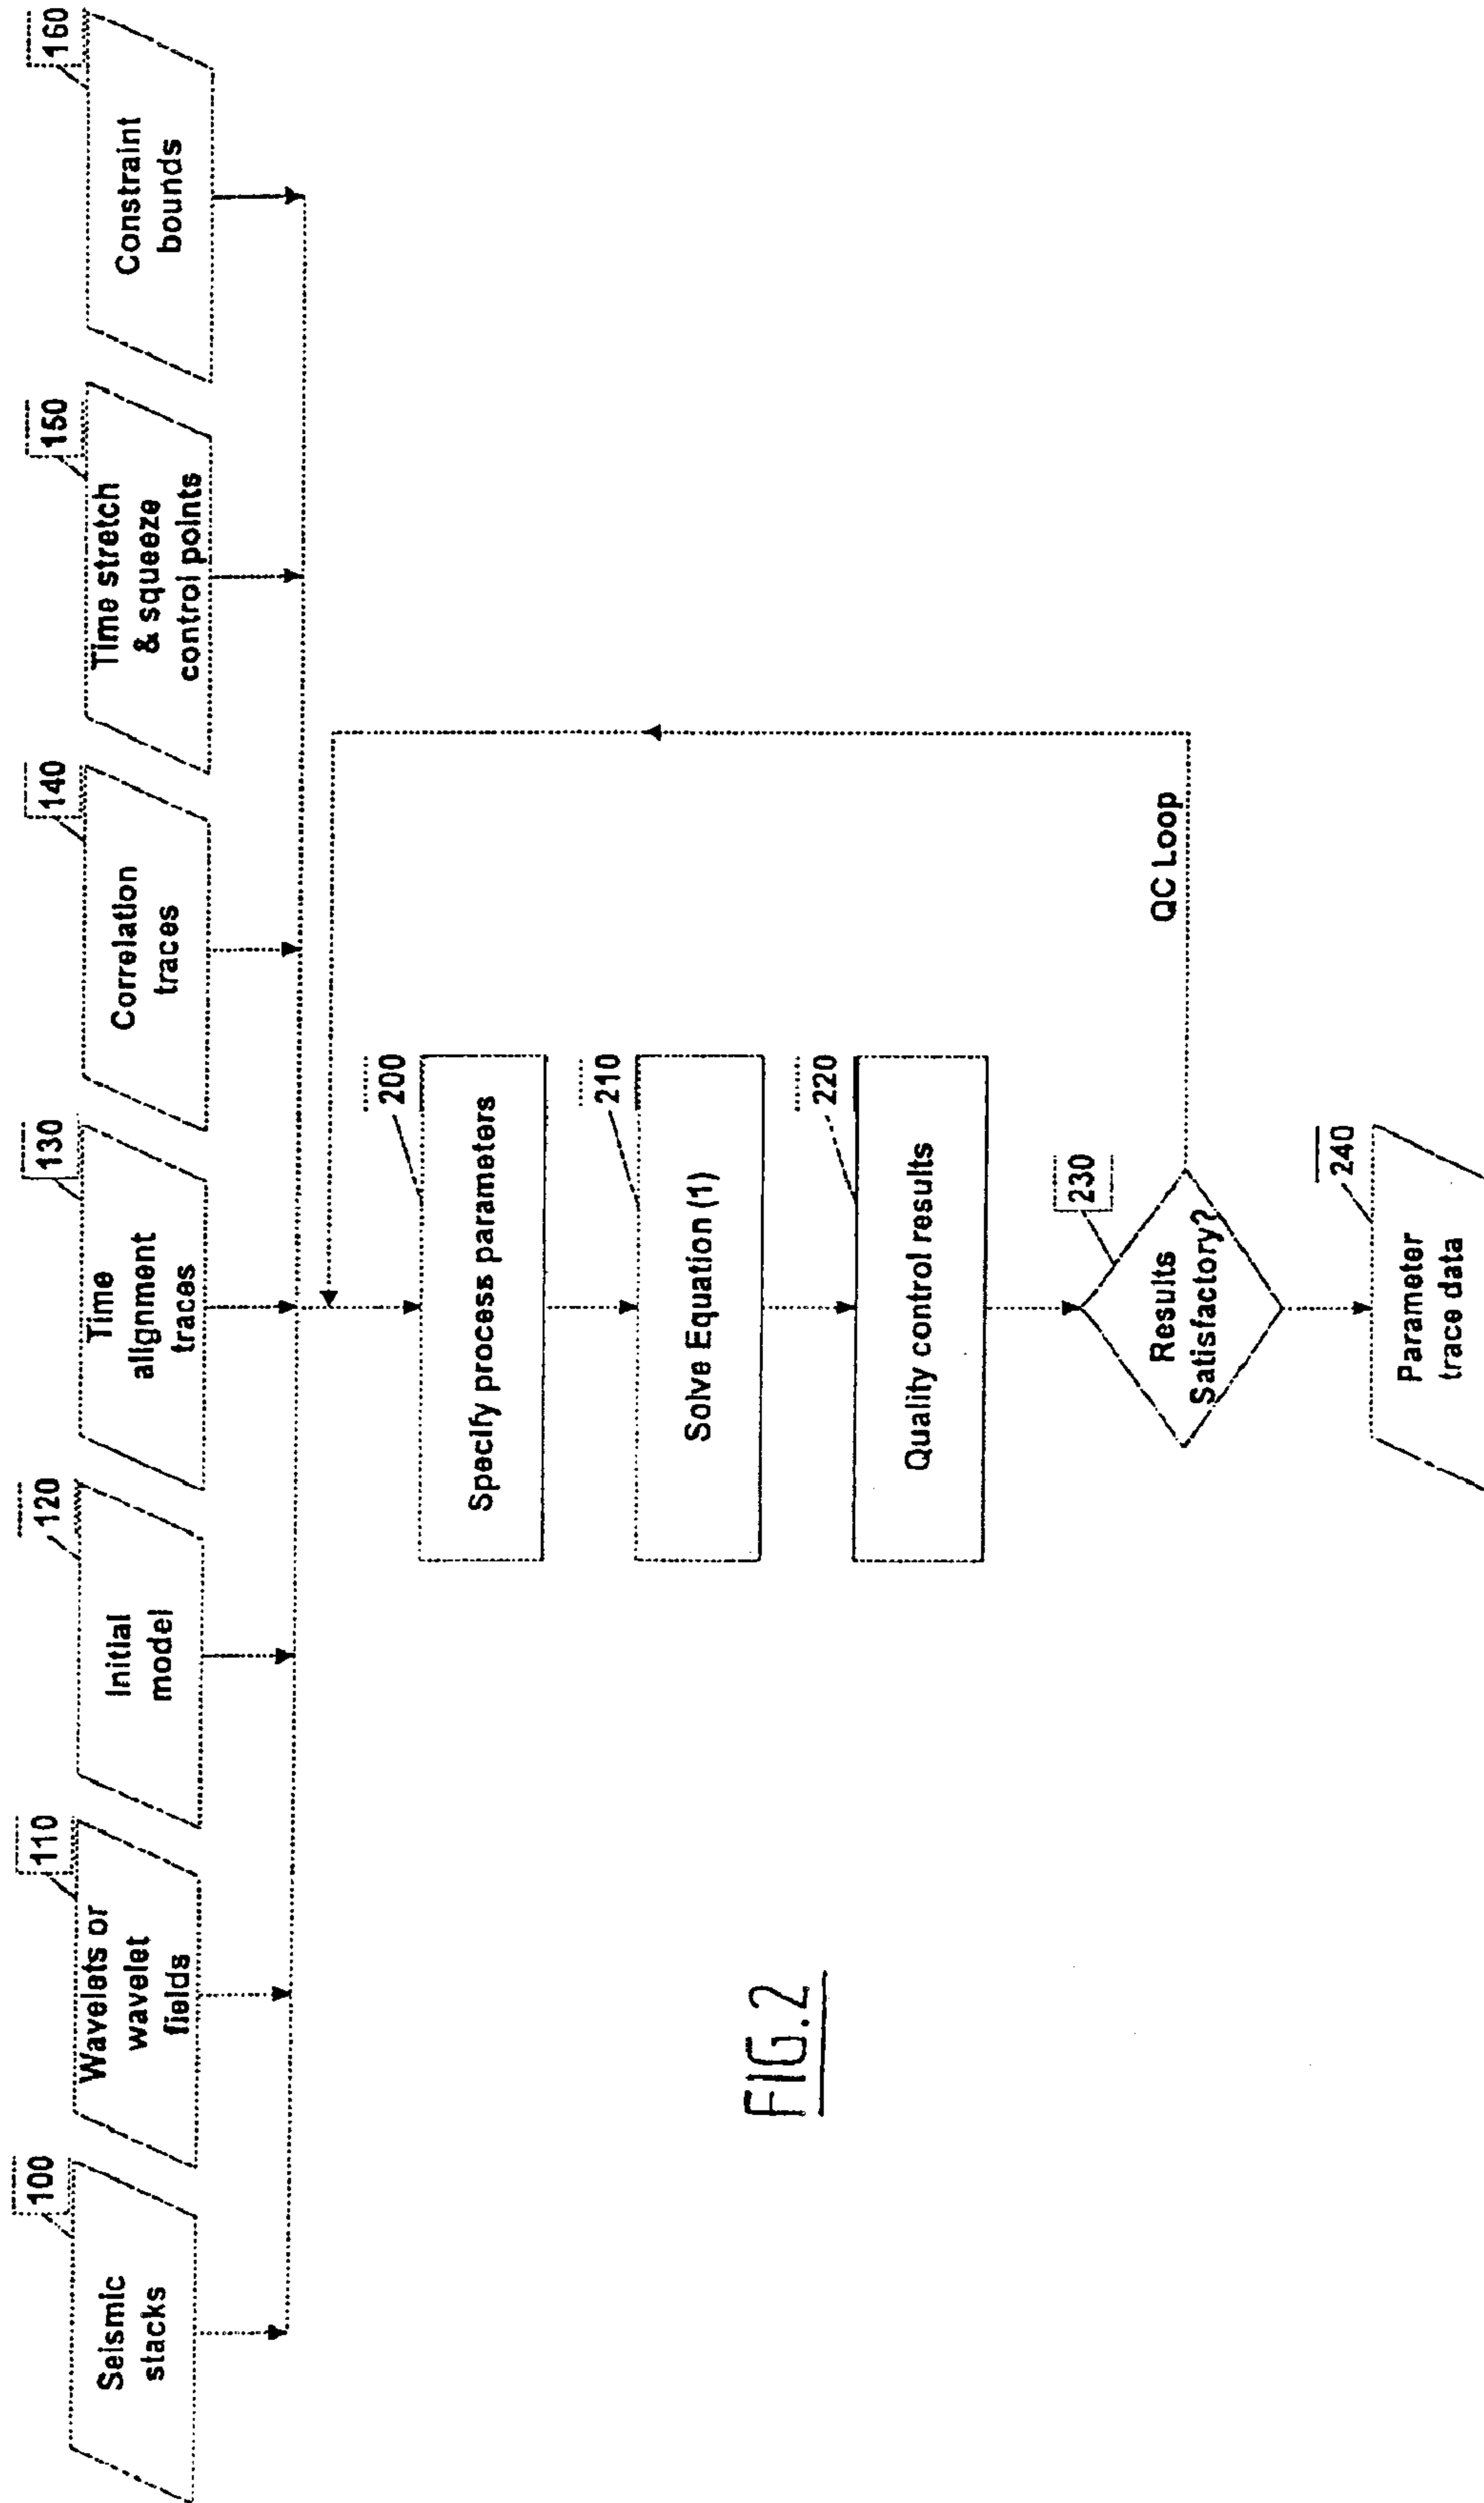 100
Seismic
stacks
110
Wavelets or
wavelet
fields
120
Initial
model
130
Time
alignment
traces
140
Correlation
traces
150
Time stretch
& squeeze
control points
160
Constraint
bounds
200
Specify process parameters
210
Solve Equation (1)
220
Quality control results
230
Results
Satisfactory?
QC Loop
240
Parameter
trace data
FIG.2